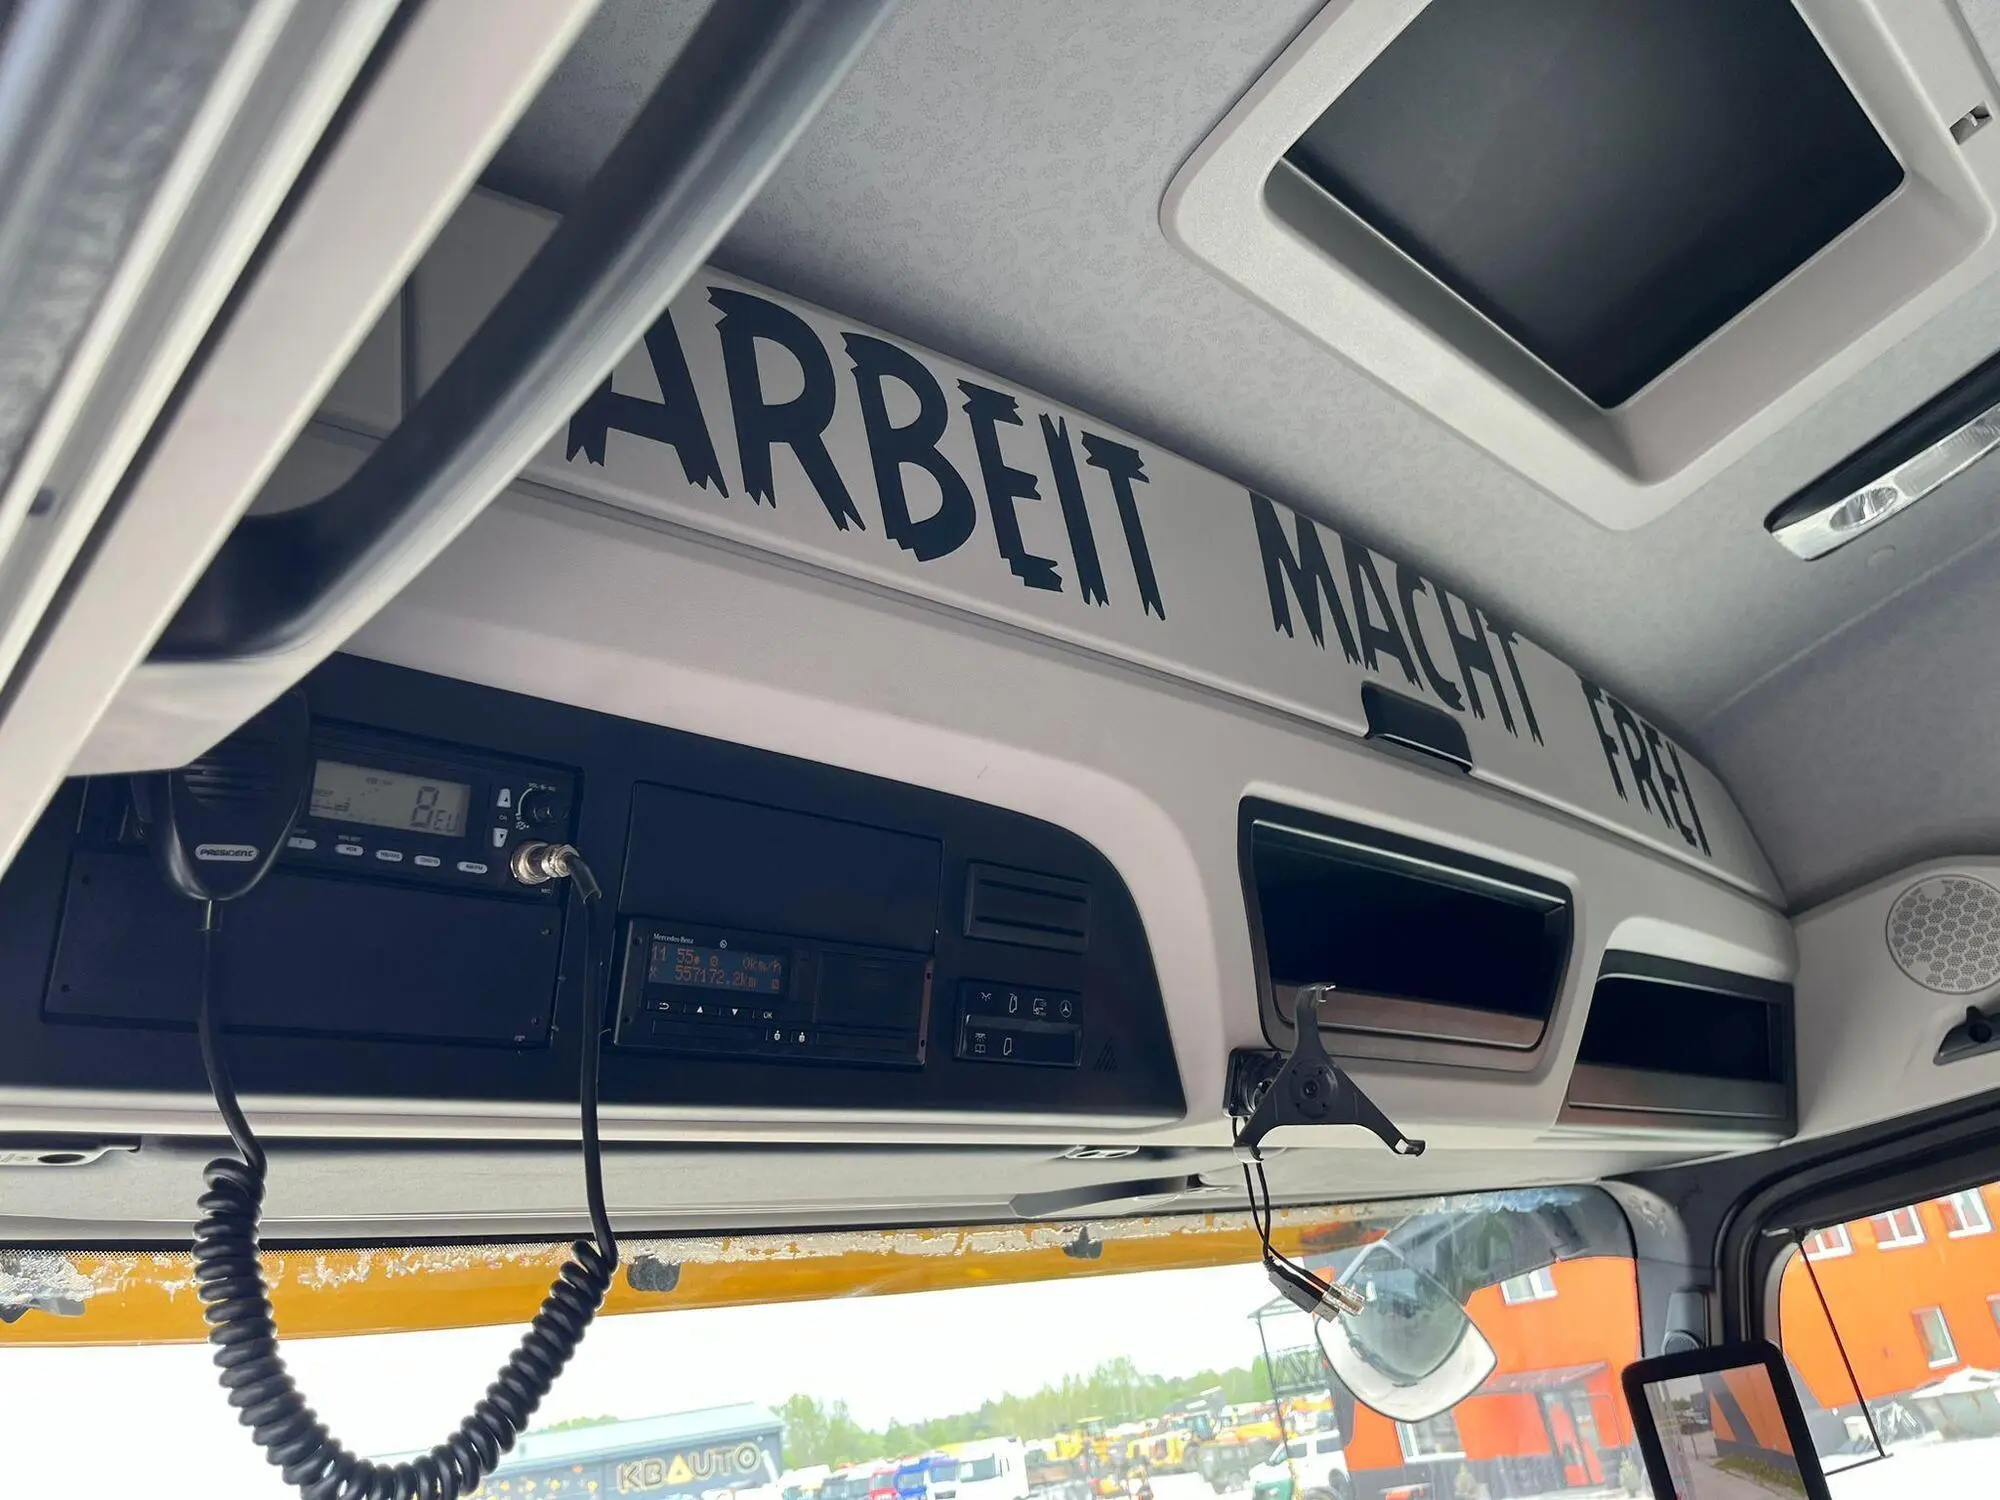 ARBEIT MACHT FREI
8EU
PRESIDENT
Mercedes-Benz
11 55 0km/h
x 557172.2km
OK
KBAUTO